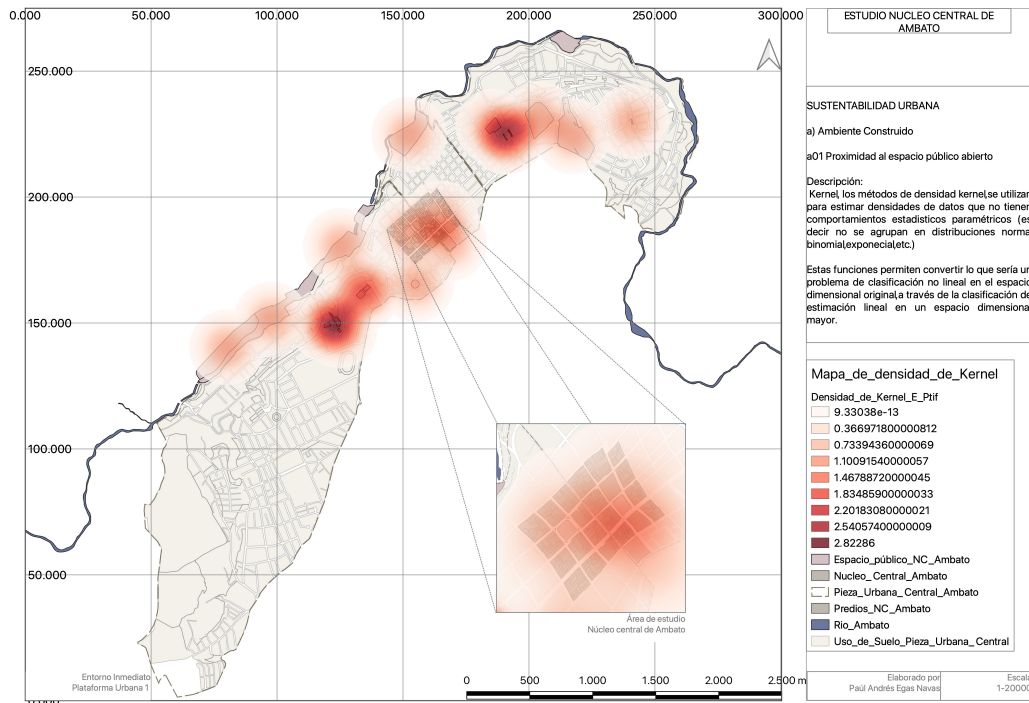 0.000 50.000 100.000 150.000 200.000 250.000 300.000
250.000
200.000
150.000
100.000
50.000
ESTUDIO NUCLEO CENTRAL DE
AMBATO
SUSTENTABILIDAD URBANA
a) Ambiente Construido
a01 Proximidad al espacio público abierto
Descripción:
Kernel, los métodos de densidad kernel,se utilizan
para estimar densidades de datos que no tienen
comportamientos estadisticos paramétricos (es
decir no se agrupan en distribuciones norma
binomial,exponecial,etc.)
Estas funciones permiten convertir lo que sería un
problema de clasificación no lineal en el espacio
dimensional original,a través de la clasificación de
estimación lineal en un espacio dimensiona
mayor.
Mapa_de_densidad_de_Kernel
Densidad_de_Kernel_E_Ptif
9.33038e-13
0.366971800000812
0.73394360000069
1.10091540000057
1.46788720000045
1.83485900000033
2.20183080000021
2.54057400000009
2.82286
Espacio_público_NC_Ambato
Nucleo_Central_Ambato
Pieza_Urbana_Central_Ambato
Predios_NC_Ambato
Rio_Ambato
Uso_de_Suelo_Pieza_Urbana_Central
Área de estudio
Núcleo central de Ambato
Entorno Inmediato
Plataforma Urbana 1
0 500 1.000 1.500 2.000 2.500 m
Elaborado por
Paúl Andrés Egas Navas
Escala
1-20000